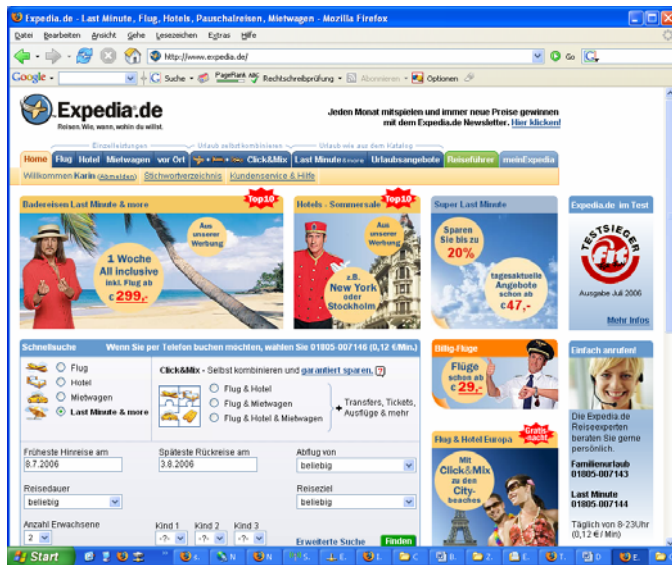 Expedia.de - Last Minute, Flug, Hotels, Pauschalreisen, Mietwagen - Mozilla Firefox
Datei Bearbeiten Ansicht Gehe Lesezeichen Extras Hilfe
http://www.expedia.de/ Go
Google Suche PageRank Rechtschreibprüfung Abonnieren Optionen
Expedia.de
Reisen. Wie, wann, wohin du willst.
Jeden Monat mitspielen und immer neue Preise gewinnen
mit dem Expedia.de Newsletter. Hier klicken!
Einzelleistungen Urlaub selbst kombinieren Urlaub wie aus dem Katalog
Home Flug Hotel Mietwagen vor Ort Click&Mix Last Minute & more Urlaubsangebote Reiseführer meinExpedia
Willkommen Karin (Abmelden) Stichwortverzeichnis Kundenservice & Hilfe
Badereisen Last Minute & more
Top10
Aus
unserer
Werbung
1 Woche
All inclusive
inkl. Flug ab
€ 299,-
Hotels - Sommersale
Top10
Aus
unserer
Werbung
z.B.
New York
oder
Stockholm
Super Last Minute
Sparen
Sie bis zu
20%
tagesaktuelle
Angebote
schon ab
€ 47,-
Expedia.de im Test
TESTSIEGER
fit
Ausgabe Juli 2006
Mehr Infos
Schnellsuche Wenn Sie per Telefon buchen möchten, wählen Sie 01805-007146 (0,12 €/Min.)
Flug
Hotel
Mietwagen
Last Minute & more
Click&Mix - Selbst kombinieren und garantiert sparen. [?]
Flug & Hotel
Flug & Mietwagen
Flug & Hotel & Mietwagen
+ Transfers, Tickets,
Ausflüge & mehr
Früheste Hinreise am Späteste Rückreise am Abflug von
8.7.2006 3.8.2006 beliebig
Reisedauer Reiseziel
beliebig beliebig
Anzahl Erwachsene Kind 1 Kind 2 Kind 3
2 -?- -?- -?- Erweiterte Suche Finden
Billig-Flüge
Flüge
schon ab
€ 29,-
Flug & Hotel Europa
Gratis
-nacht
Mit
Click&Mix
zu den
City-
beaches
Einfach anrufen!
Die Expedia.de
Reiseexperten
beraten Sie gerne
persönlich.
Familienurlaub
01805-007143
Last Minute
01805-007144
Täglich von 8-23Uhr
(0,12 € / Min)
Start